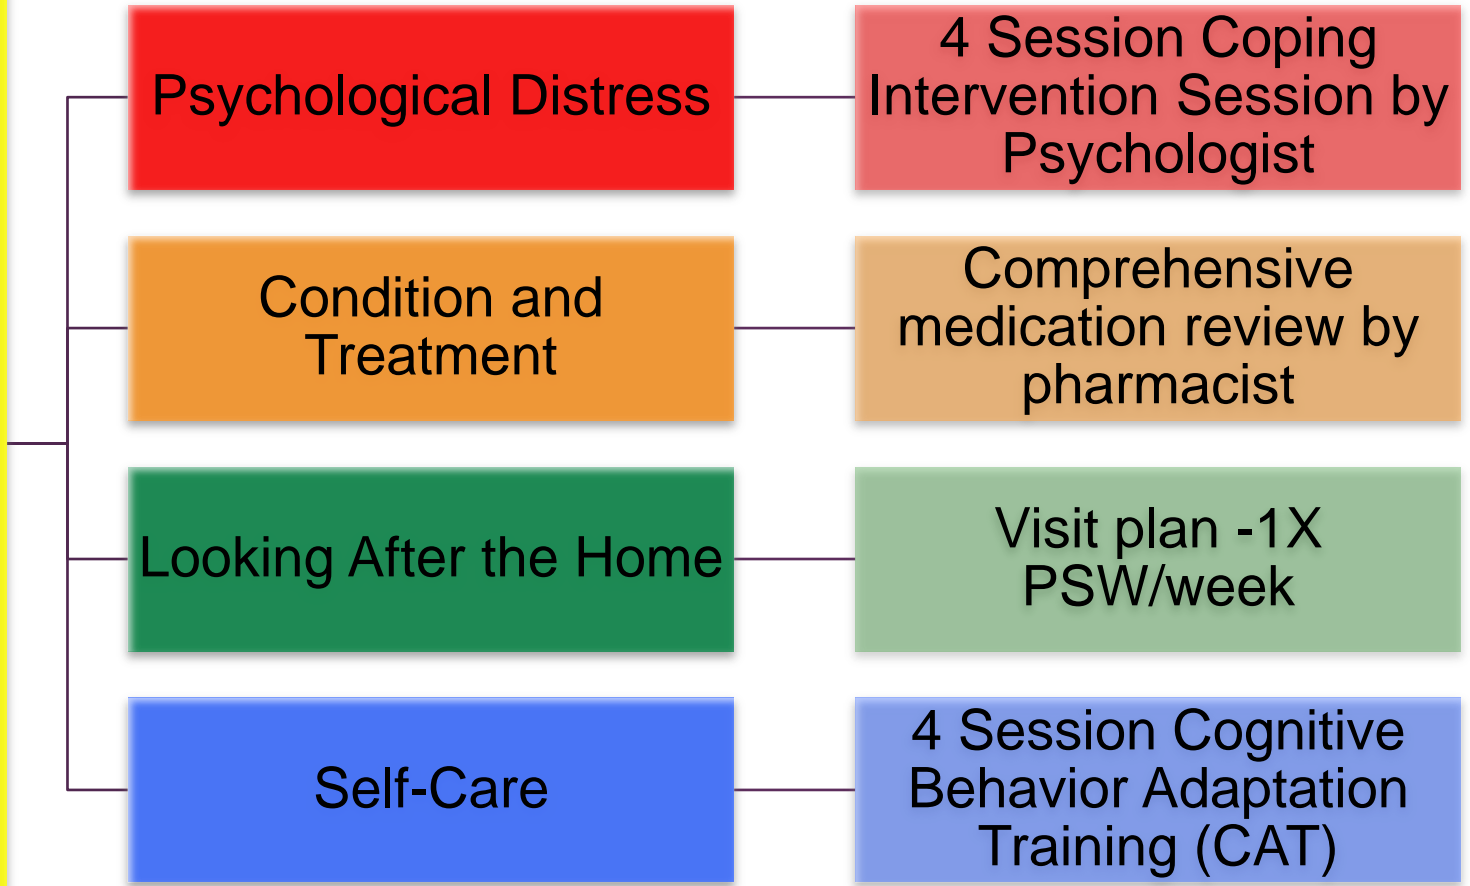 Psychological Distress
4 Session Coping
Intervention Session by
Psychologist
Condition and
Treatment
Comprehensive
medication review by
pharmacist
Looking After the Home
Visit plan -1X
PSW/week
Self-Care
4 Session Cognitive
Behavior Adaptation
Training (CAT)